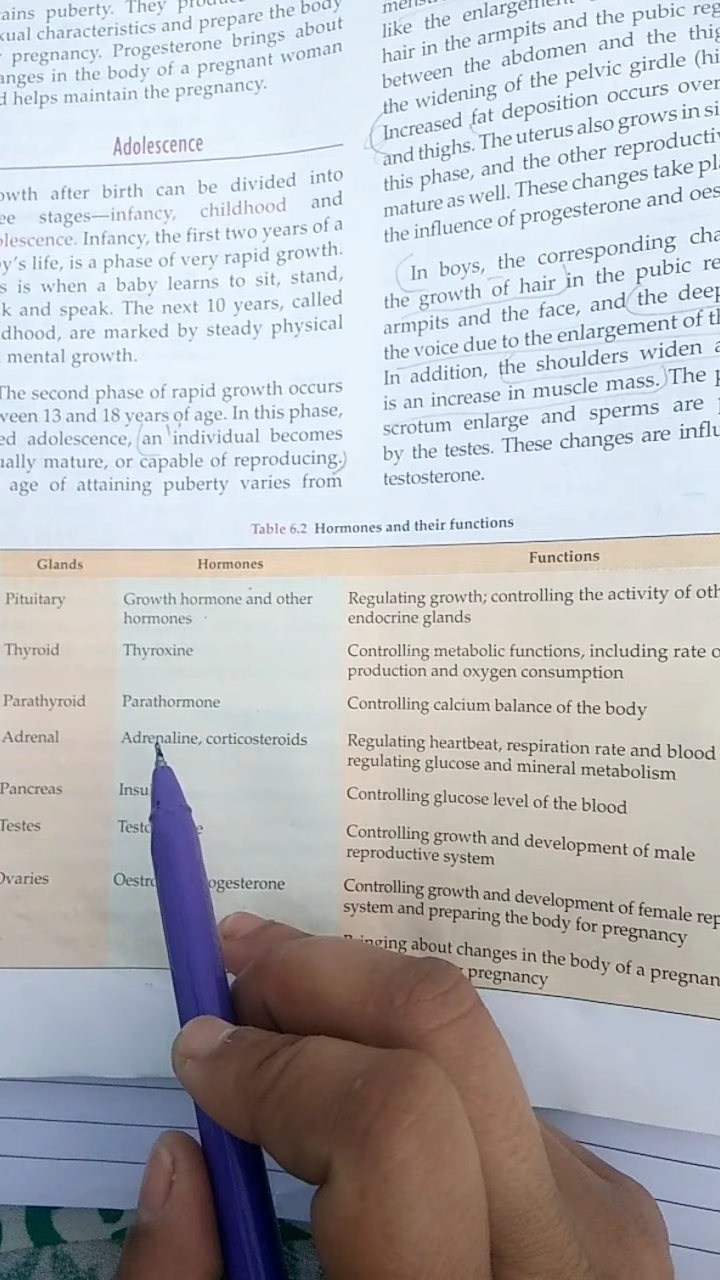 ains puberty. They
xual characteristics and prepare the body
pregnancy. Progesterone brings about
anges in the body of a pregnant woman
d helps maintain the pregnancy.
Adolescence
owth after birth can be divided into
ee stages—infancy, childhood and
olescence. Infancy, the first two years of a
y's life, is a phase of very rapid growth.
s is when a baby learns to sit, stand,
k and speak. The next 10 years, called
dhood, are marked by steady physical
mental growth.
The second phase of rapid growth occurs
ween 13 and 18 years of age. In this phase,
ed adolescence, an individual becomes
ually mature, or capable of reproducing.
age of attaining puberty varies from
like the
hair in the armpits and the pubic reg
between the abdomen and the thig
the widening of the pelvic girdle (hi
Increased fat deposition occurs over
and thighs. The uterus also grows in si
this phase, and the other reproductiv
mature as well. These changes take pl
the influence of progesterone and oes
In boys, the corresponding cha
the growth of hair in the pubic re
armpits and the face, and the deep
the voice due to the enlargement of th
In addition, the shoulders widen a
is an increase in muscle mass. The p
scrotum enlarge and sperms are
by the testes. These changes are influ
testosterone.
Table 6.2 Hormones and their functions
Glands Hormones Functions
Pituitary Growth hormone and other hormones Regulating growth; controlling the activity of oth
endocrine glands
Thyroid Thyroxine Controlling metabolic functions, including rate o
production and oxygen consumption
Parathyroid Parathormone Controlling calcium balance of the body
Adrenal Adrenaline, corticosteroids Regulating heartbeat, respiration rate and blood
regulating glucose and mineral metabolism
Pancreas Insu Controlling glucose level of the blood
Testes Testo e Controlling growth and development of male
reproductive system
Ovaries Oestro ogesterone Controlling growth and development of female rep
system and preparing the body for pregnancy
inging about changes in the body of a pregnan
pregnancy